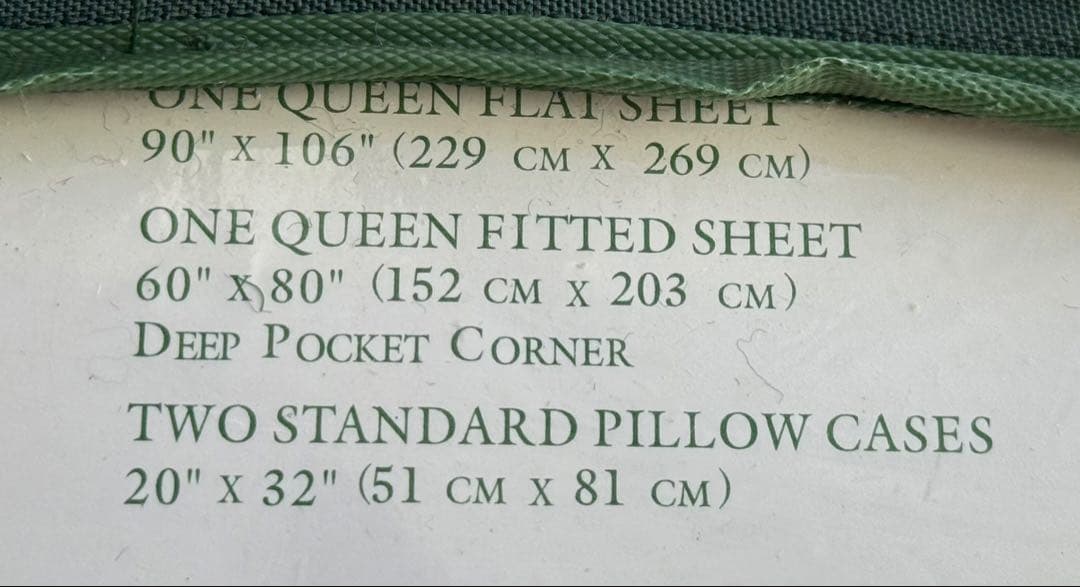 ONE QUEEN FLAT SHEET
90" X 106" (229 CM X 269 CM)
ONE QUEEN FITTED SHEET
60" X 80" (152 CM X 203 CM)
DEEP POCKET CORNER
TWO STANDARD PILLOW CASES
20" X 32" (51 CM X 81 CM)